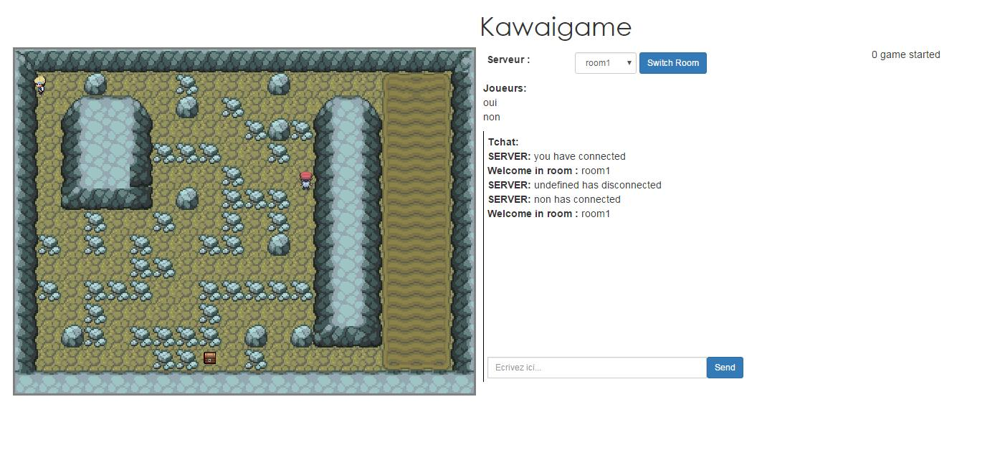 Kawaigame
Serveur : room1 Switch Room 0 game started
Joueurs:
oui
non
Tchat:
SERVER: you have connected
Welcome in room : room1
SERVER: undefined has disconnected
SERVER: non has connected
Welcome in room : room1
Ecrivez ici... Send